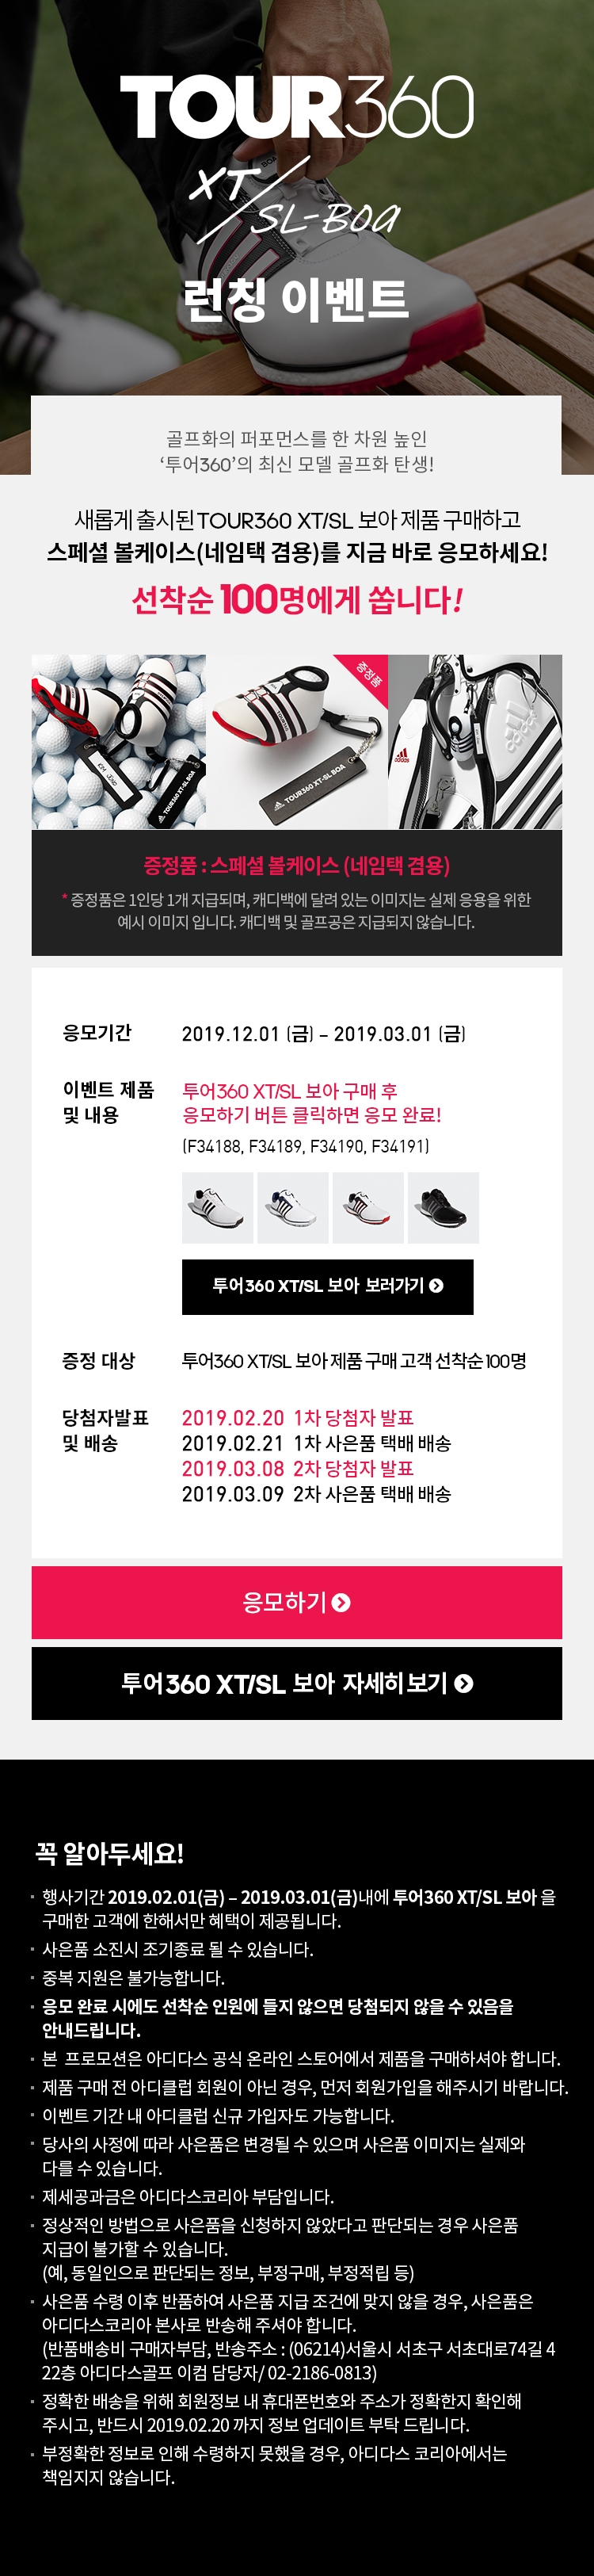 TOUR360
XT/SL-BOA
런칭 이벤트
골프화의 퍼포먼스를 한 차원 높인
‘투어360’의 최신 모델 골프화 탄생!
새롭게 출시된 TOUR360 XT/SL 보아 제품 구매하고
스페셜 볼케이스(네임택 겸용)를 지금 바로 응모하세요!
선착순 100명에게 쏩니다!
증정품
TOUR360 XT-SL BOA
TOUR360 XT-SL BOA
adidas
adidas
증정품 : 스페셜 볼케이스 (네임택 겸용)
* 증정품은 1인당 1개 지급되며, 캐디백에 달려 있는 이미지는 실제 응용을 위한
예시 이미지 입니다. 캐디백 및 골프공은 지급되지 않습니다.
응모기간 2019.12.01 (금) – 2019.03.01 (금)
이벤트 제품 투어360 XT/SL 보아 구매 후
및 내용 응모하기 버튼 클릭하면 응모 완료!
(F34188, F34189, F34190, F34191)
투어360 XT/SL 보아 보러가기
증정 대상 투어360 XT/SL 보아 제품 구매 고객 선착순 100명
당첨자발표 2019.02.20 1차 당첨자 발표
및 배송 2019.02.21 1차 사은품 택배 배송
2019.03.08 2차 당첨자 발표
2019.03.09 2차 사은품 택배 배송
응모하기
투어360 XT/SL 보아 자세히보기
꼭 알아두세요!
행사기간 2019.02.01(금) – 2019.03.01(금)내에 투어360 XT/SL 보아 을
구매한 고객에 한해서만 혜택이 제공됩니다.
사은품 소진시 조기종료 될 수 있습니다.
중복 지원은 불가능합니다.
응모 완료 시에도 선착순 인원에 들지 않으면 당첨되지 않을 수 있음을
안내드립니다.
본 프로모션은 아디다스 공식 온라인 스토어에서 제품을 구매하셔야 합니다.
제품 구매 전 아디클럽 회원이 아닌 경우, 먼저 회원가입을 해주시기 바랍니다.
이벤트 기간 내 아디클럽 신규 가입자도 가능합니다.
당사의 사정에 따라 사은품은 변경될 수 있으며 사은품 이미지는 실제와
다를 수 있습니다.
제세공과금은 아디다스코리아 부담입니다.
정상적인 방법으로 사은품을 신청하지 않았다고 판단되는 경우 사은품
지급이 불가할 수 있습니다.
(예, 동일인으로 판단되는 정보, 부정구매, 부정적립 등)
사은품 수령 이후 반품하여 사은품 지급 조건에 맞지 않을 경우, 사은품은
아디다스코리아 본사로 반송해 주셔야 합니다.
(반품배송비 구매자부담, 반송주소 : (06214)서울시 서초구 서초대로74길 4
22층 아디다스골프 이컴 담당자/ 02-2186-0813)
정확한 배송을 위해 회원정보 내 휴대폰번호와 주소가 정확한지 확인해
주시고, 반드시 2019.02.20 까지 정보 업데이트 부탁 드립니다.
부정확한 정보로 인해 수령하지 못했을 경우, 아디다스 코리아에서는
책임지지 않습니다.